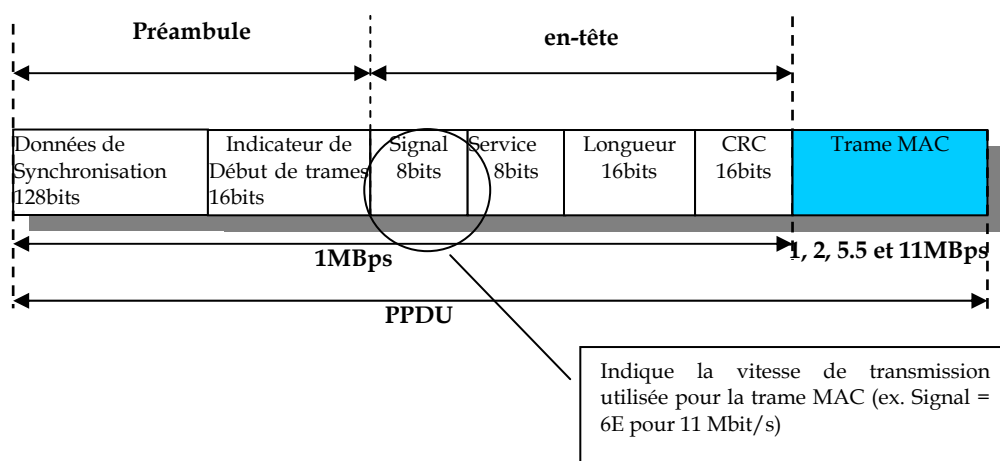 Préambule
en-tête
Données de
Synchronisation
128bits
Indicateur de
Début de trames
16bits
Signal
8bits
Service
8bits
Longueur
16bits
CRC
16bits
Trame MAC
1MBps
1, 2, 5.5 et 11MBps
PPDU
Indique la vitesse de transmission
utilisée pour la trame MAC (ex. Signal =
6E pour 11 Mbit/s)